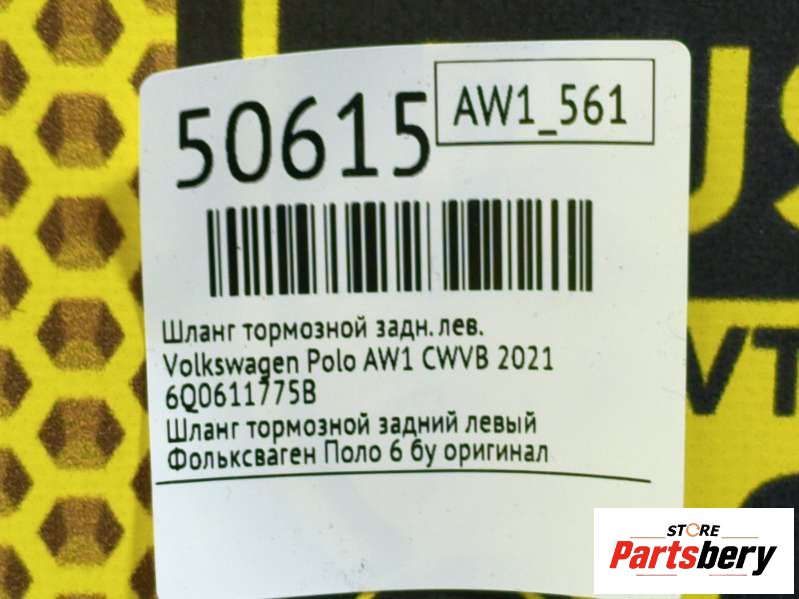 50615
AW1_561
Шланг тормозной задн. лев.
Volkswagen Polo AW1 CWVB 2021
6Q0611775B
Шланг тормозной задний левый
Фольксваген Поло 6 бу оригинал
STORE
Partsbery